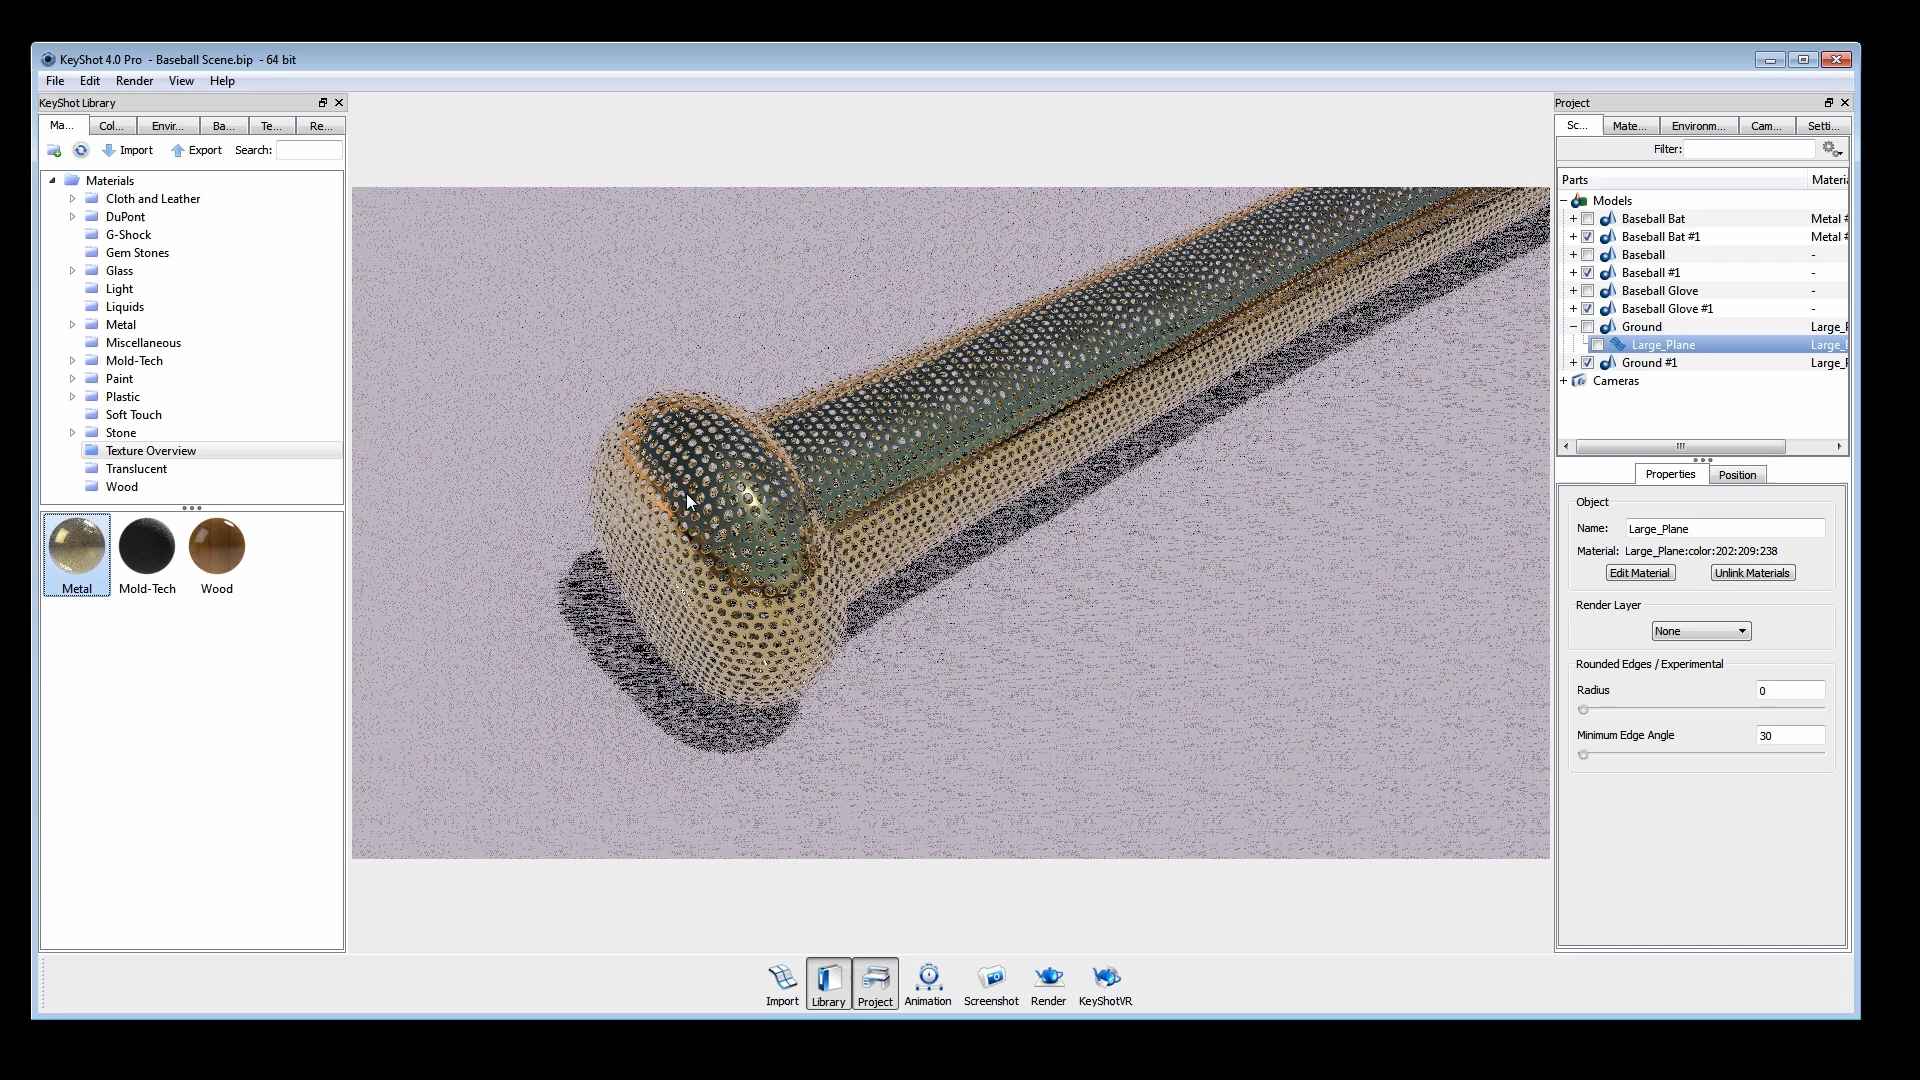 KeyShot 4.0 Pro - Baseball Scene.bip - 64 bit
File Edit Render View Help
KeyShot Library
Ma... Col... Envir... Ba... Te... Re...
Import Export Search:
Materials
Cloth and Leather
DuPont
G-Shock
Gem Stones
Glass
Light
Liquids
Metal
Miscellaneous
Mold-Tech
Paint
Plastic
Soft Touch
Stone
Texture Overview
Translucent
Wood
Metal Mold-Tech Wood
Project
Sc... Mate... Environm... Cam... Setti...
Filter:
Parts Materia
Models
Baseball Bat Metal #
Baseball Bat #1 Metal #
Baseball -
Baseball #1 -
Baseball Glove -
Baseball Glove #1 -
Ground Large_P
Large_Plane Large_P
Ground #1 Large_P
Cameras
Properties Position
Object
Name: Large_Plane
Material: Large_Plane:color:202:209:238
Edit Material Unlink Materials
Render Layer
None
Rounded Edges / Experimental
Radius 0
Minimum Edge Angle 30
Import Library Project Animation Screenshot Render KeyShotVR